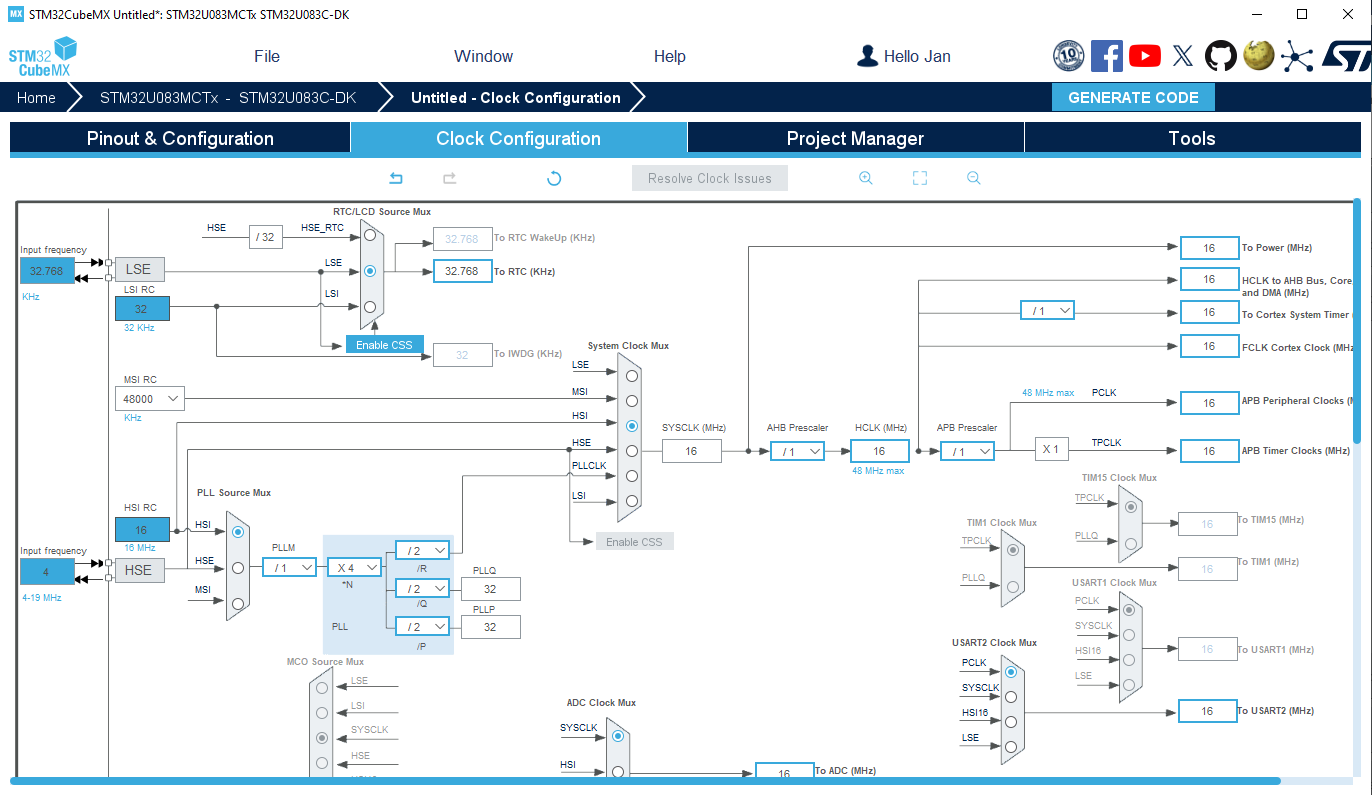 MX STM32CubeMX Untitled*: STM32U083MCTx STM32U083C-DK
STM32
CubeMX
File Window Help Hello Jan
10
Home STM32U083MCTx - STM32U083C-DK Untitled - Clock Configuration GENERATE CODE
Pinout & Configuration Clock Configuration Project Manager Tools
Resolve Clock Issues
RTC/LCD Source Mux
HSE / 32 HSE_RTC
32.768 To RTC WakeUp (KHz)
16 To Power (MHz)
Input frequency
LSE
32.768 LSE 32.768 To RTC (KHz)
16 HCLK to AHB Bus, Core,
and DMA (MHz)
KHz
LSI RC
LSI
32
/ 1 16 To Cortex System Timer
32 KHz
Enable CSS
32 To IWDG (KHz)
16 FCLK Cortex Clock (MHz
System Clock Mux
LSE
MSI RC
MSI
48000
KHz
48 MHz max PCLK
16 APB Peripheral Clocks
HSI
SYSCLK (MHz) AHB Prescaler HCLK (MHz) APB Prescaler
HSE
16 / 1 16 / 1 X 1 TPCLK 16 APB Timer Clocks (MHz)
48 MHz max
PLLCLK
LSI
PLL Source Mux
HSI RC
16 HSI
16 MHz
Enable CSS
TIM15 Clock Mux
TPCLK
PLLQ
16 To TIM15 (MHz)
TIM1 Clock Mux
TPCLK
PLLQ
16 To TIM1 (MHz)
Input frequency
4 HSE HSE
4-19 MHz
MSI
PLLM
/ 1 X 4
*N
PLL
/ 2
/R
PLLQ
/ 2 32
/Q
PLLP
/ 2 32
/P
USART1 Clock Mux
PCLK
SYSCLK
HSI16
LSE
16 To USART1 (MHz)
USART2 Clock Mux
PCLK
SYSCLK
HSI16
LSE
16 To USART2 (MHz)
MCO Source Mux
LSE
LSI
SYSCLK
HSE
ADC Clock Mux
SYSCLK
HSI
16 To ADC (MHz)